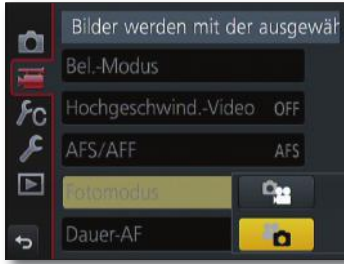 Bilder werden mit der ausgewäh
Bel.-Modus
Hochgeschwind.-Video OFF
AFS/AFF AFS
Fotomodus
Dauer-AF